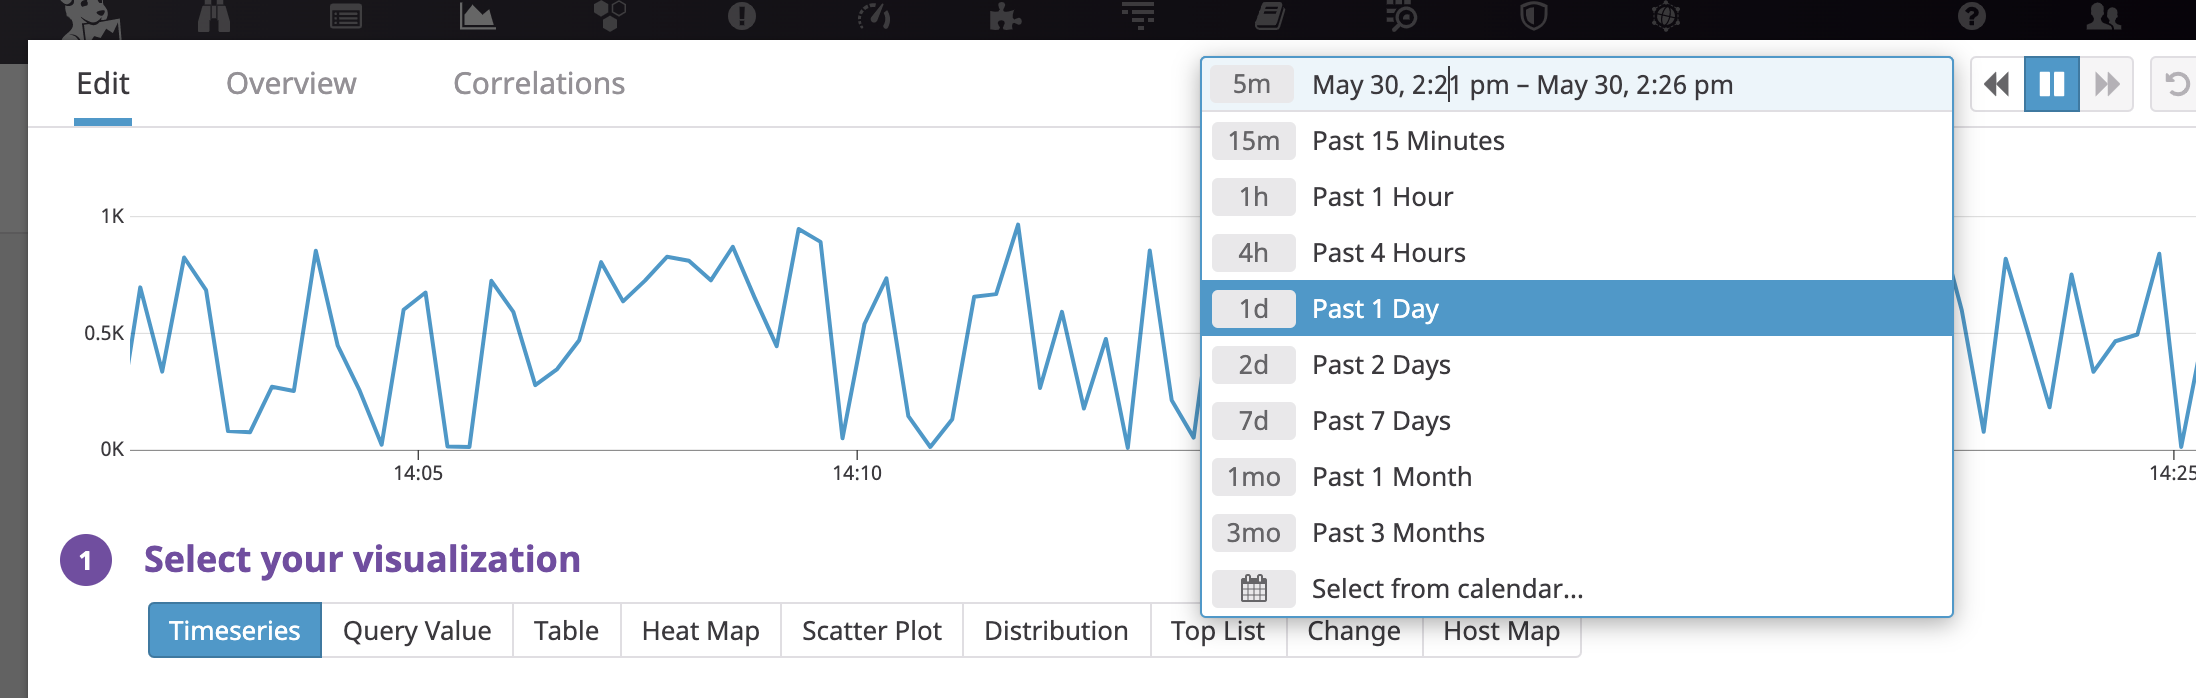 Edit Overview Correlations
5m May 30, 2:21 pm – May 30, 2:26 pm
15m Past 15 Minutes
1h Past 1 Hour
4h Past 4 Hours
1d Past 1 Day
2d Past 2 Days
7d Past 7 Days
1mo Past 1 Month
3mo Past 3 Months
Select from calendar...
1K
0.5K
0K
14:05 14:10 14:25
1 Select your visualization
Timeseries Query Value Table Heat Map Scatter Plot Distribution Top List Change Host Map